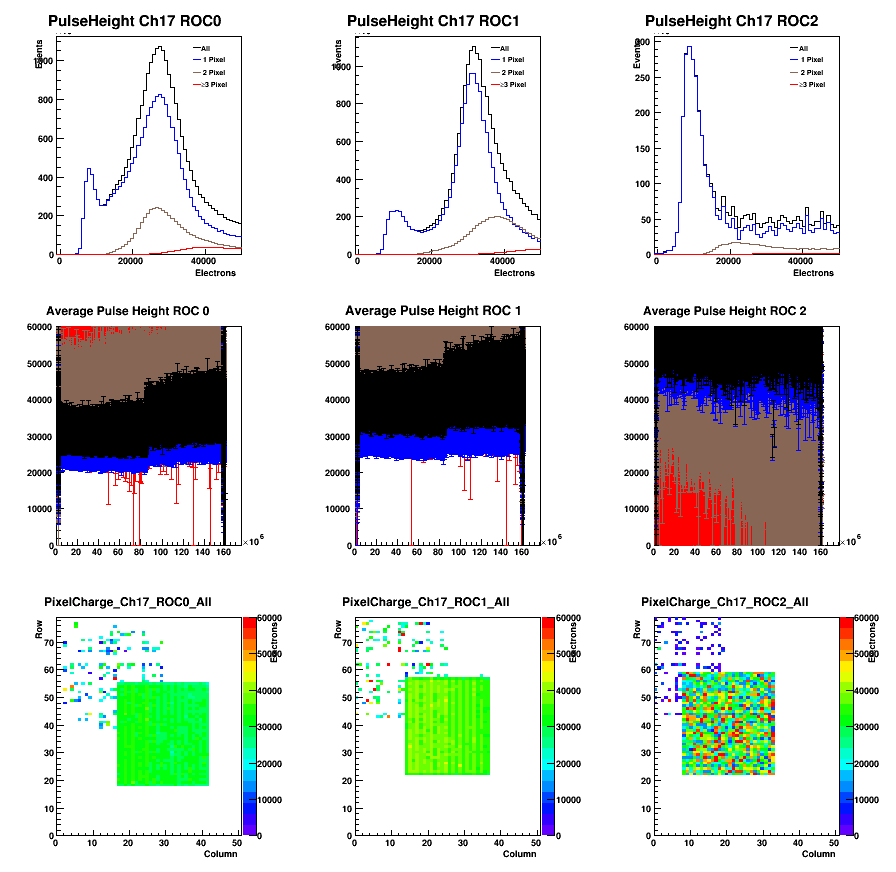 PulseHeight Ch17 ROC0
Events
All
1 Pixel
2 Pixel
≥3 Pixel
1000
800
600
400
200
0
0 20000 40000
Electrons
PulseHeight Ch17 ROC1
Events
All
1 Pixel
2 Pixel
≥3 Pixel
1000
800
600
400
200
0
0 20000 40000
Electrons
PulseHeight Ch17 ROC2
Events
All
1 Pixel
2 Pixel
≥3 Pixel
300
250
200
150
100
50
0
0 20000 40000
Electrons
Average Pulse Height ROC 0
60000
50000
40000
30000
20000
10000
0
0 20 40 60 80 100 120 140 160
×10^6
Average Pulse Height ROC 1
60000
50000
40000
30000
20000
10000
0
0 20 40 60 80 100 120 140 160
×10^6
Average Pulse Height ROC 2
60000
50000
40000
30000
20000
10000
0
0 20 40 60 80 100 120 140 160
×10^6
PixelCharge_Ch17_ROC0_All
Row
70
60
50
40
30
20
10
0
0 10 20 30 40 50
Column
Electrons
60000
50000
40000
30000
20000
10000
0
PixelCharge_Ch17_ROC1_All
Row
70
60
50
40
30
20
10
0
0 10 20 30 40 50
Column
Electrons
60000
50000
40000
30000
20000
10000
0
PixelCharge_Ch17_ROC2_All
Row
70
60
50
40
30
20
10
0
0 10 20 30 40 50
Column
Electrons
60000
50000
40000
30000
20000
10000
0